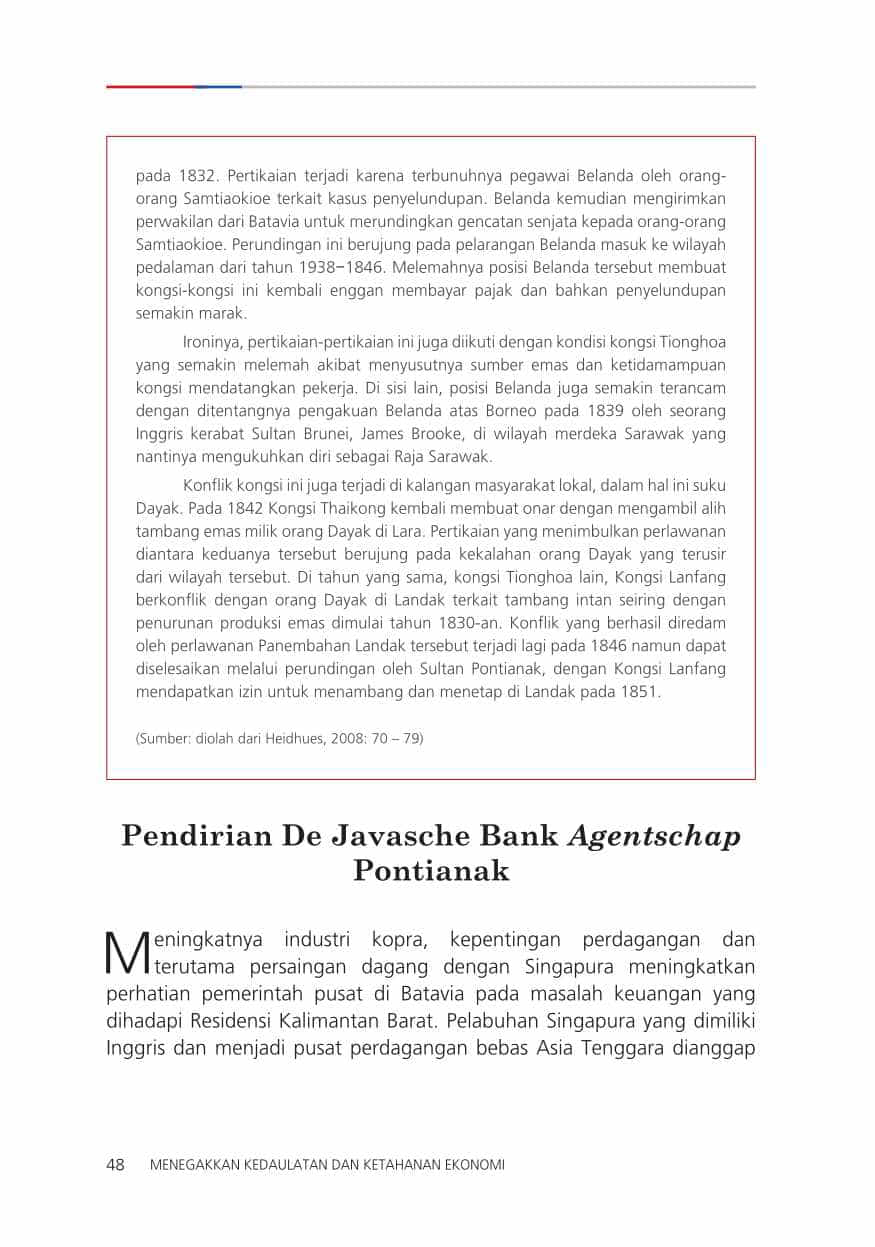 pada 1832. Pertikaian terjadi karena terbunuhnya pegawai Belanda oleh orang-
orang Samtiaokioe terkait kasus penyelundupan. Belanda kemudian mengirimkan
perwakilan dari Batavia untuk merundingkan gencatan senjata kepada orang-orang
Samtiaokioe. Perundingan ini berujung pada pelarangan Belanda masuk ke wilayah
pedalaman dari tahun 1938–1846. Melemahnya posisi Belanda tersebut membuat
kongsi-kongsi ini kembali enggan membayar pajak dan bahkan penyelundupan
semakin marak.
Ironinya, pertikaian-pertikaian ini juga diikuti dengan kondisi kongsi Tionghoa
yang semakin melemah akibat menyusutnya sumber emas dan ketidamampuan
kongsi mendatangkan pekerja. Di sisi lain, posisi Belanda juga semakin terancam
dengan ditentangnya pengakuan Belanda atas Borneo pada 1839 oleh seorang
Inggris kerabat Sultan Brunei, James Brooke, di wilayah merdeka Sarawak yang
nantinya mengukuhkan diri sebagai Raja Sarawak.
Konflik kongsi ini juga terjadi di kalangan masyarakat lokal, dalam hal ini suku
Dayak. Pada 1842 Kongsi Thaikong kembali membuat onar dengan mengambil alih
tambang emas milik orang Dayak di Lara. Pertikaian yang menimbulkan perlawanan
diantara keduanya tersebut berujung pada kekalahan orang Dayak yang terusir
dari wilayah tersebut. Di tahun yang sama, kongsi Tionghoa lain, Kongsi Lanfang
berkonflik dengan orang Dayak di Landak terkait tambang intan seiring dengan
penurunan produksi emas dimulai tahun 1830-an. Konflik yang berhasil diredam
oleh perlawanan Panembahan Landak tersebut terjadi lagi pada 1846 namun dapat
diselesaikan melalui perundingan oleh Sultan Pontianak, dengan Kongsi Lanfang
mendapatkan izin untuk menambang dan menetap di Landak pada 1851.
(Sumber: diolah dari Heidhues, 2008: 70 – 79)
Pendirian De Javasche Bank Agentschap
Pontianak
Meningkatnya industri kopra, kepentingan perdagangan dan
terutama persaingan dagang dengan Singapura meningkatkan
perhatian pemerintah pusat di Batavia pada masalah keuangan yang
dihadapi Residensi Kalimantan Barat. Pelabuhan Singapura yang dimiliki
Inggris dan menjadi pusat perdagangan bebas Asia Tenggara dianggap
48 MENEGAKKAN KEDAULATAN DAN KETAHANAN EKONOMI